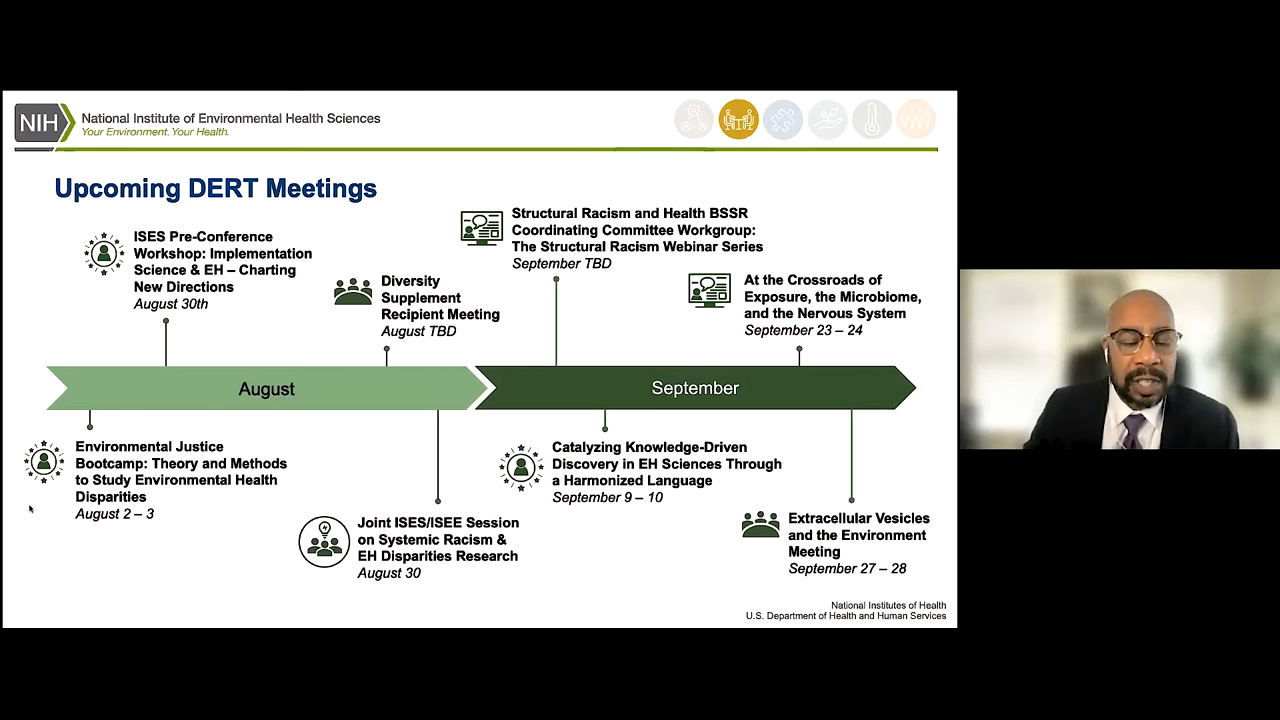 NIH
National Institute of Environmental Health Sciences
Your Environment. Your Health.
Upcoming DERT Meetings
ISES Pre-Conference
Workshop: Implementation
Science & EH – Charting
New Directions
August 30th
Diversity
Supplement
Recipient Meeting
August TBD
Structural Racism and Health BSSR
Coordinating Committee Workgroup:
The Structural Racism Webinar Series
September TBD
At the Crossroads of
Exposure, the Microbiome,
and the Nervous System
September 23 – 24
August
September
Environmental Justice
Bootcamp: Theory and Methods
to Study Environmental Health
Disparities
August 2 – 3
Joint ISES/ISEE Session
on Systemic Racism &
EH Disparities Research
August 30
Catalyzing Knowledge-Driven
Discovery in EH Sciences Through
a Harmonized Language
September 9 – 10
Extracellular Vesicles
and the Environment
Meeting
September 27 – 28
National Institutes of Health
U.S. Department of Health and Human Services